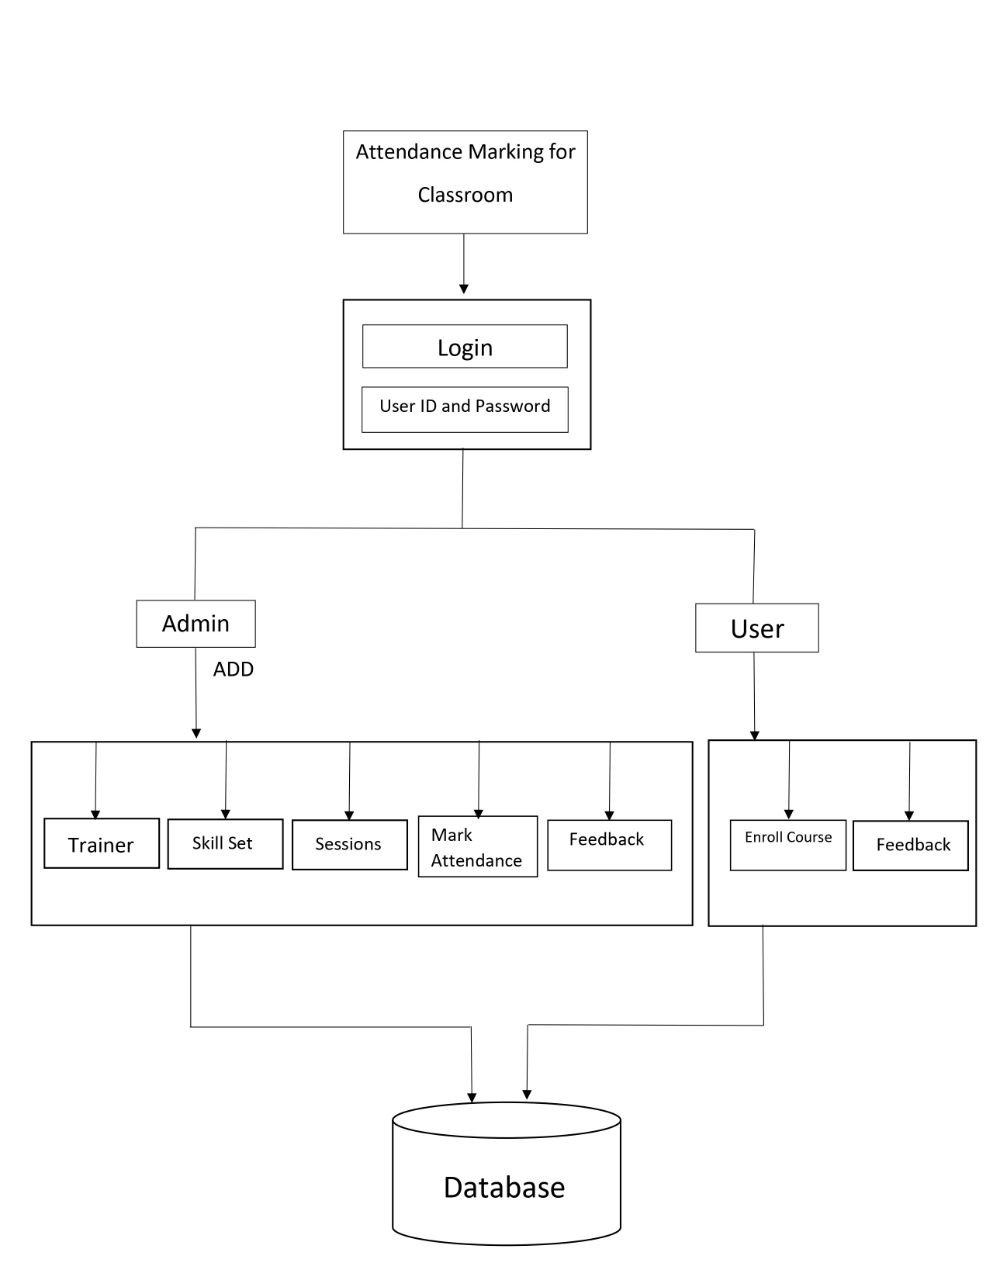 Attendance Marking for
Classroom
Login
User ID and Password
Admin
User
ADD
Trainer
Skill Set
Sessions
Mark
Attendance
Feedback
Enroll Course
Feedback
Database